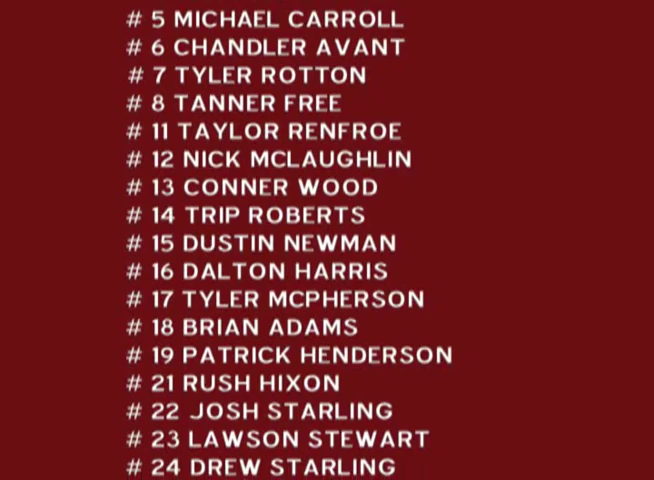 # 5 MICHAEL CARROLL
# 6 CHANDLER AVANT
# 7 TYLER ROTTON
# 8 TANNER FREE
# 11 TAYLOR RENFROE
# 12 NICK MCLAUGHLIN
# 13 CONNER WOOD
# 14 TRIP ROBERTS
# 15 DUSTIN NEWMAN
# 16 DALTON HARRIS
# 17 TYLER MCPHERSON
# 18 BRIAN ADAMS
# 19 PATRICK HENDERSON
# 21 RUSH HIXON
# 22 JOSH STARLING
# 23 LAWSON STEWART
# 24 DREW STARLING